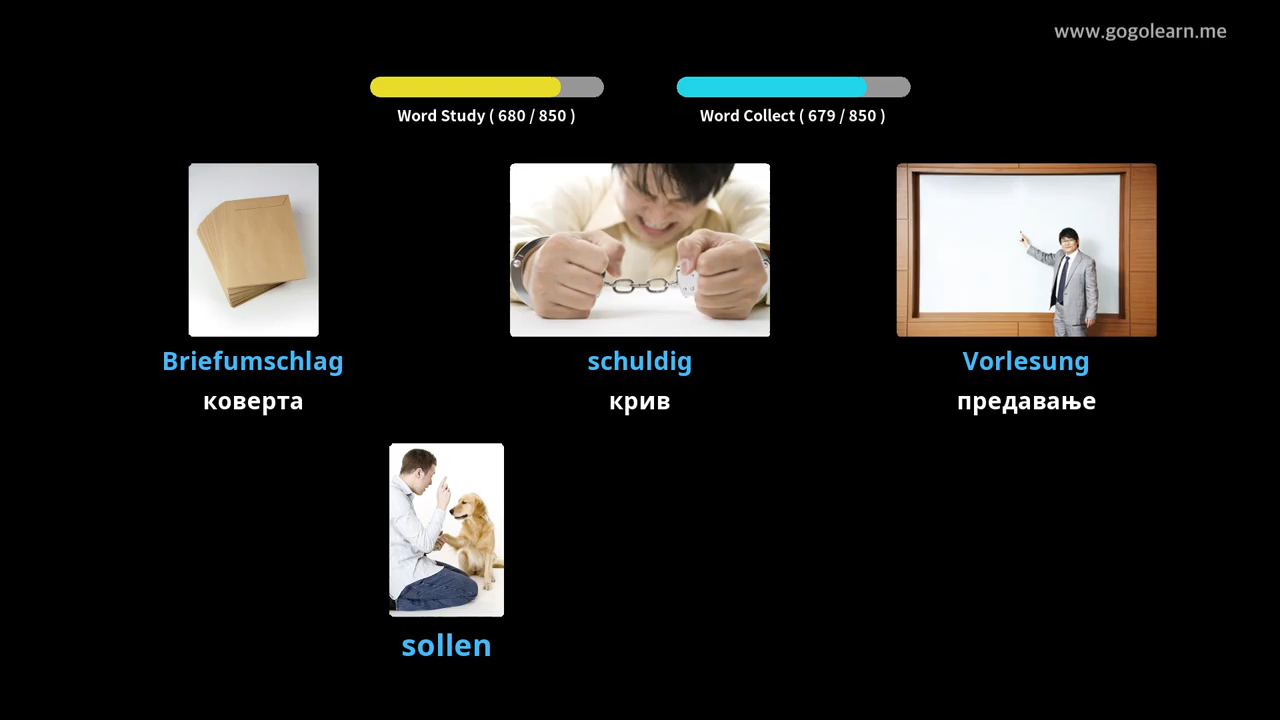 www.gogolearn.me
Word Study ( 680 / 850 )
Word Collect ( 679 / 850 )
Briefumschlag
schuldig
Vorlesung
коверта
крив
предавање
sollen